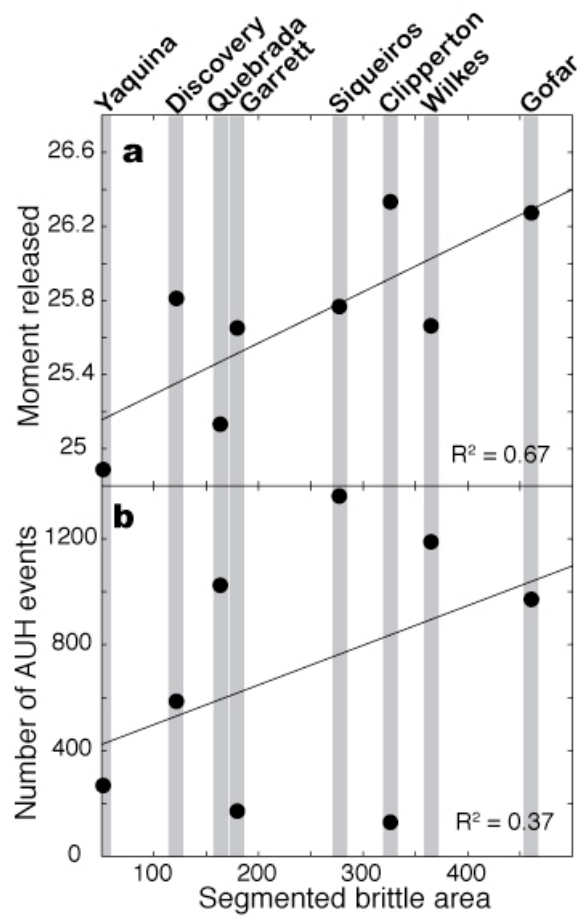 Yaquina
Discovery
Quebrada
Garrett
Siqueiros
Clipperton
Wilkes
Gofar
a
Moment released
26.6
26.2
25.8
25.4
25
R² = 0.67
b
Number of AUH events
1200
800
400
0
R² = 0.37
100 200 300 400
Segmented brittle area